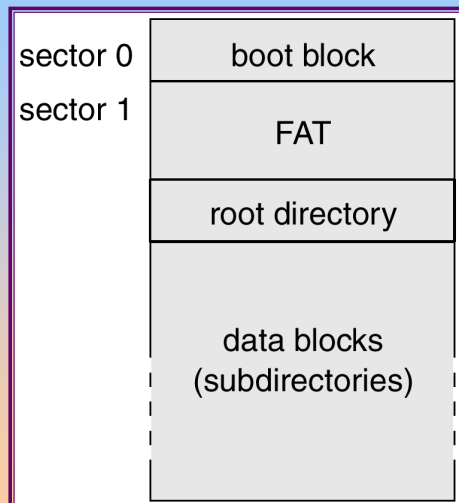 sector 0 boot block
sector 1
FAT
root directory
data blocks
(subdirectories)